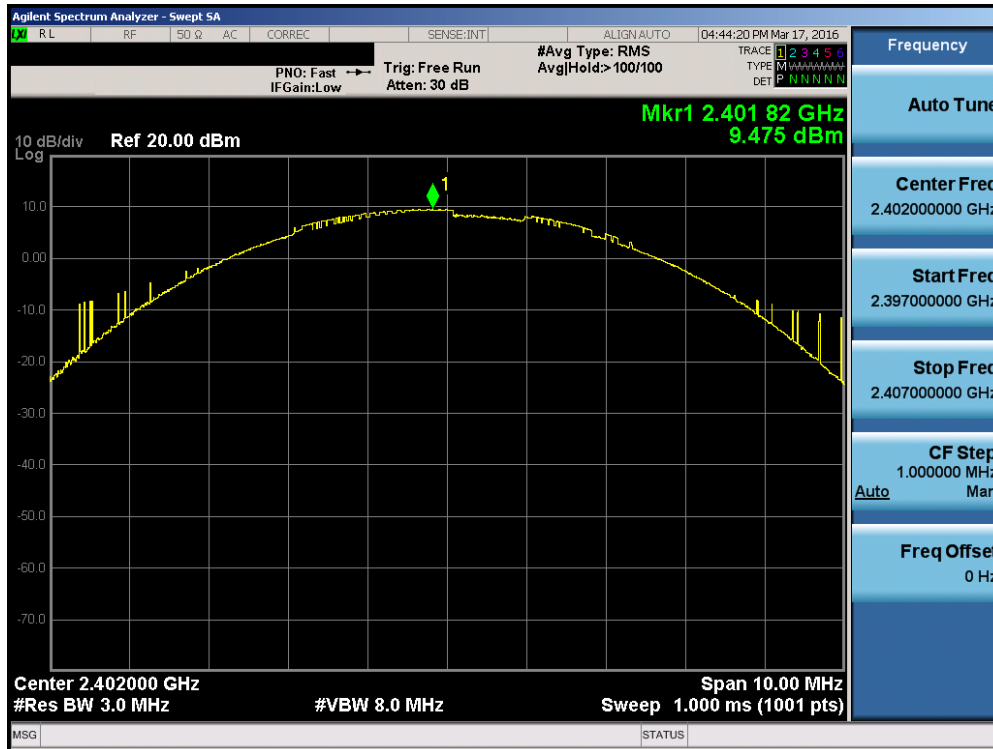 Agilent Spectrum Analyzer - Swept SA
LXI RL RF 50 Ω AC CORREC SENSE:INT ALIGN AUTO 04:44:20 PM Mar 17, 2016
PNO: Fast Trig: Free Run #Avg Type: RMS TRACE 1 2 3 4 5 6
IFGain:Low Atten: 30 dB Avg|Hold:>100/100 TYPE M WWWWW
DET P N N N N N
Mkr1 2.401 82 GHz
9.475 dBm
10 dB/div Ref 20.00 dBm
Log
1
10.0
0.00
-10.0
-20.0
-30.0
-40.0
-50.0
-60.0
-70.0
Center 2.402000 GHz Span 10.00 MHz
#Res BW 3.0 MHz #VBW 8.0 MHz Sweep 1.000 ms (1001 pts)
MSG STATUS
Frequency
Auto Tune
Center Freq
2.402000000 GHz
Start Freq
2.397000000 GHz
Stop Freq
2.407000000 GHz
CF Step
1.000000 MHz
Auto Man
Freq Offset
0 Hz